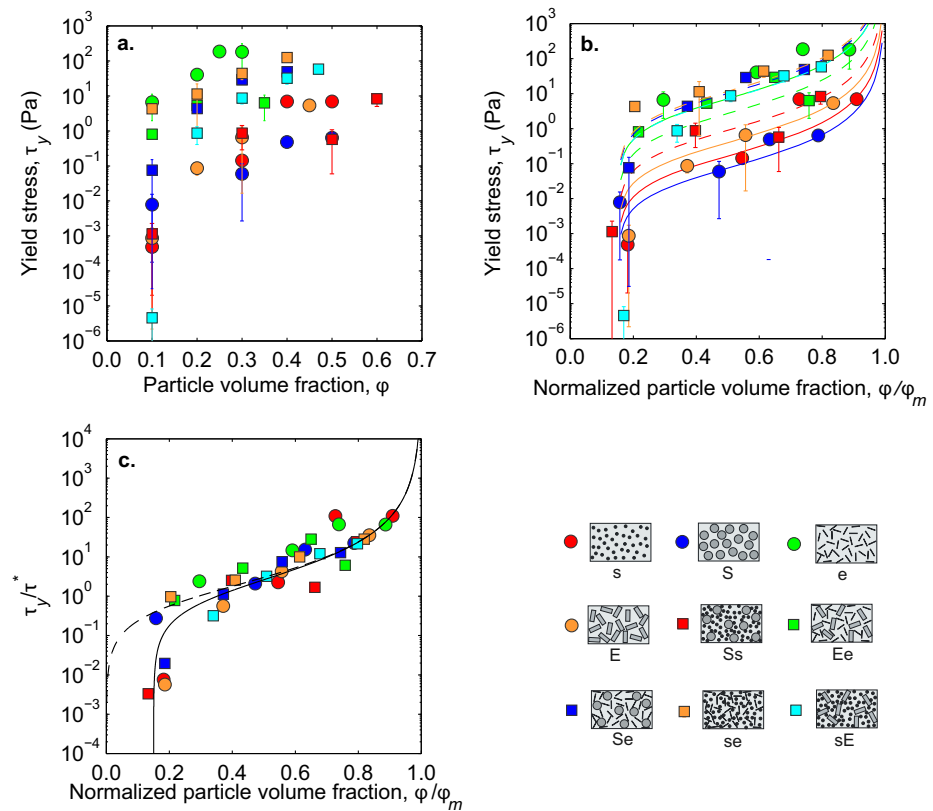 a.
10^3
10^2
10^1
10^0
10^-1
10^-2
10^-3
10^-4
10^-5
10^-6
Yield stress, τ_y (Pa)
0.0 0.1 0.2 0.3 0.4 0.5 0.6 0.7
Particle volume fraction, φ
b.
10^3
10^2
10^1
10^0
10^-1
10^-2
10^-3
10^-4
10^-5
10^-6
Yield stress, τ_y (Pa)
0.0 0.2 0.4 0.6 0.8 1.0
Normalized particle volume fraction, φ/φ_m
c.
10^4
10^3
10^2
10^1
10^0
10^-1
10^-2
10^-3
10^-4
τ_y/τ*
0.0 0.2 0.4 0.6 0.8 1.0
Normalized particle volume fraction, φ/φ_m
s S e
E Ss Ee
Se se sE